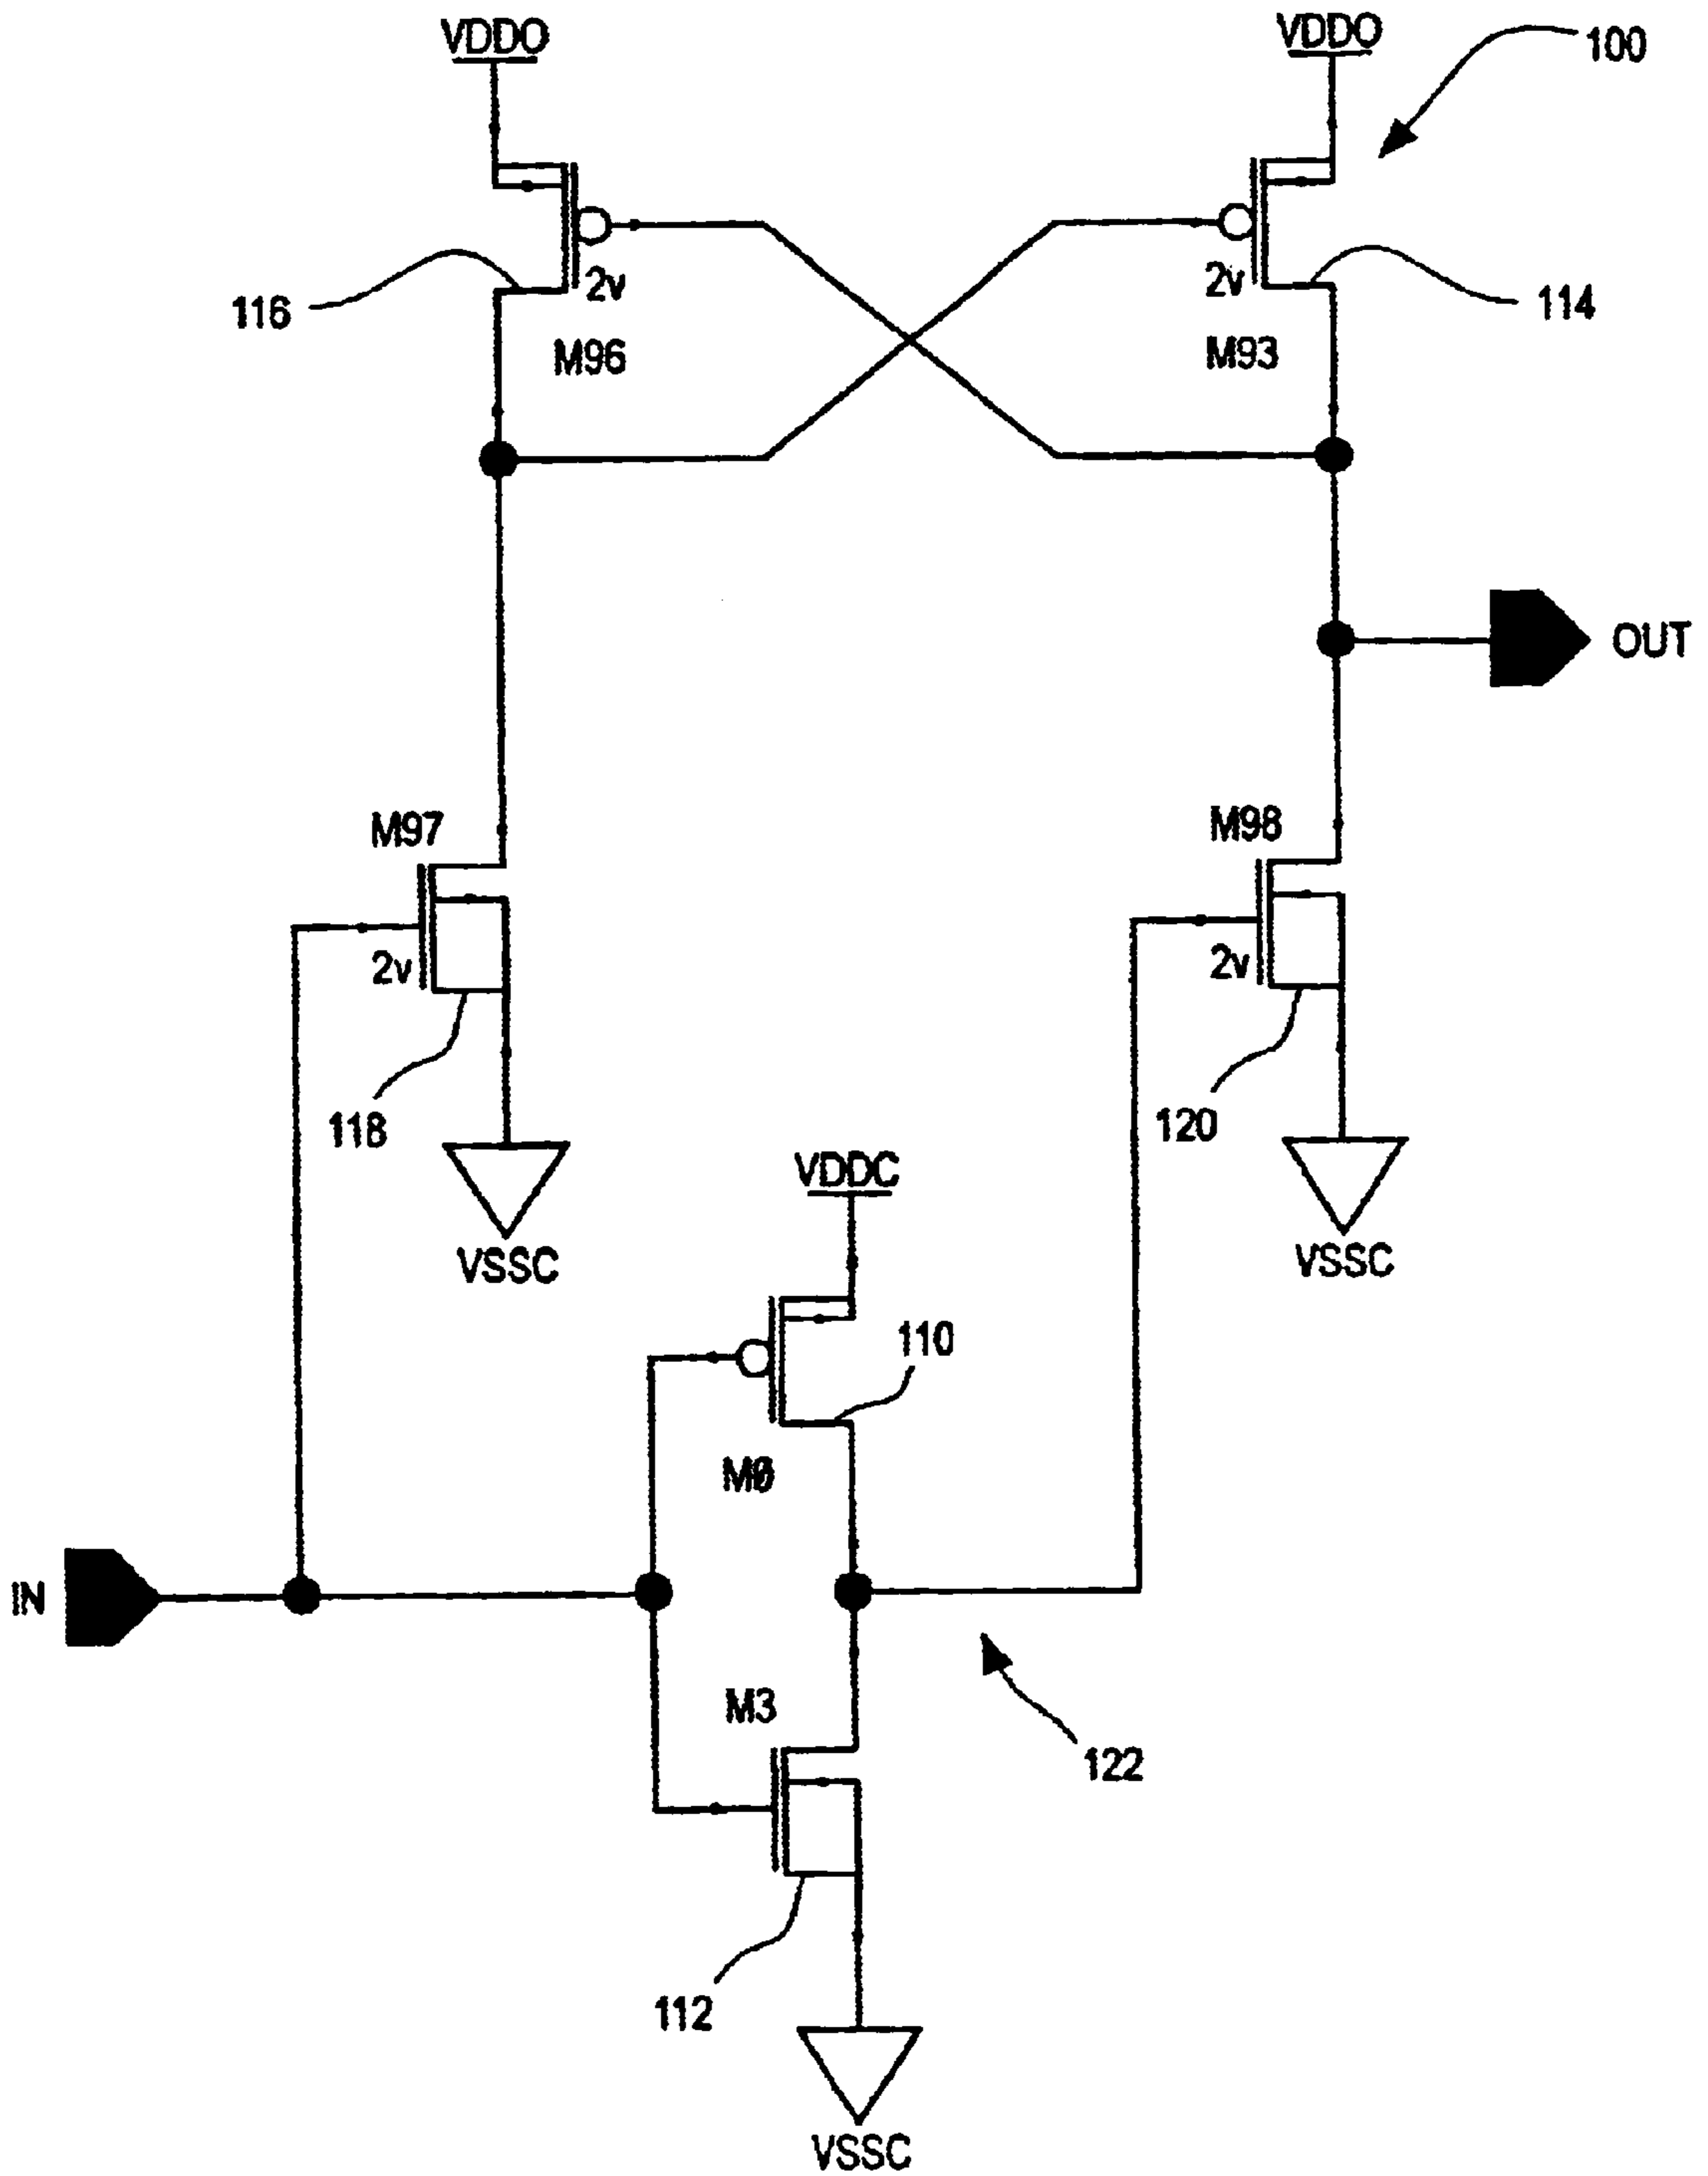 VDDO
VDDO
100
116
2v
2v
114
M96
M93
OUT
M97
M98
2v
2v
118
120
VDDC
VSSC
VSSC
110
MØ
IN
M3
122
112
VSSC